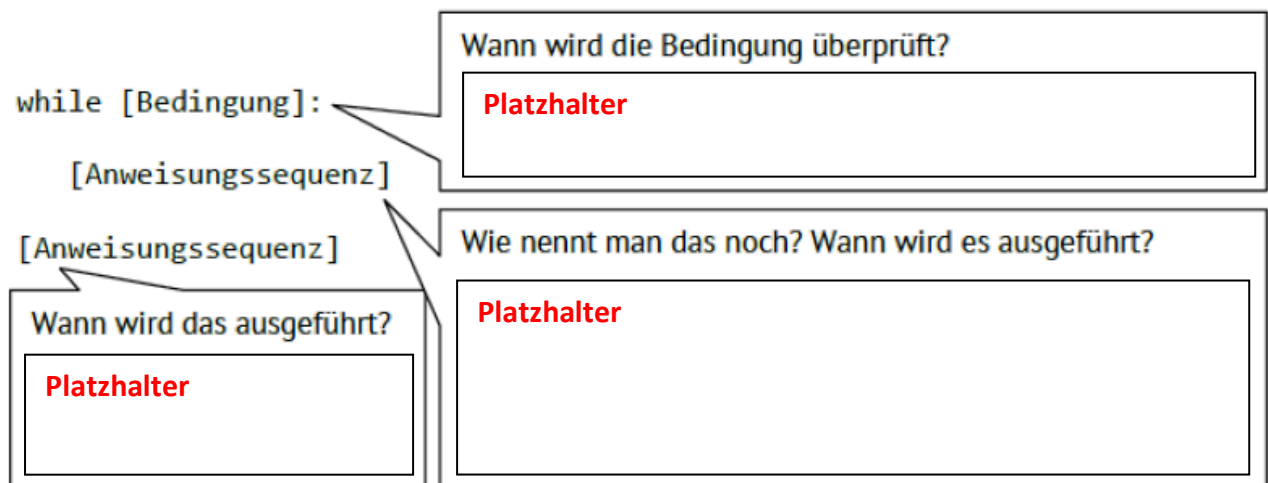 Wann wird die Bedingung überprüft?
Platzhalter
while [Bedingung]:
[Anweisungssequenz]
[Anweisungssequenz]
Wie nennt man das noch? Wann wird es ausgeführt?
Platzhalter
Wann wird das ausgeführt?
Platzhalter